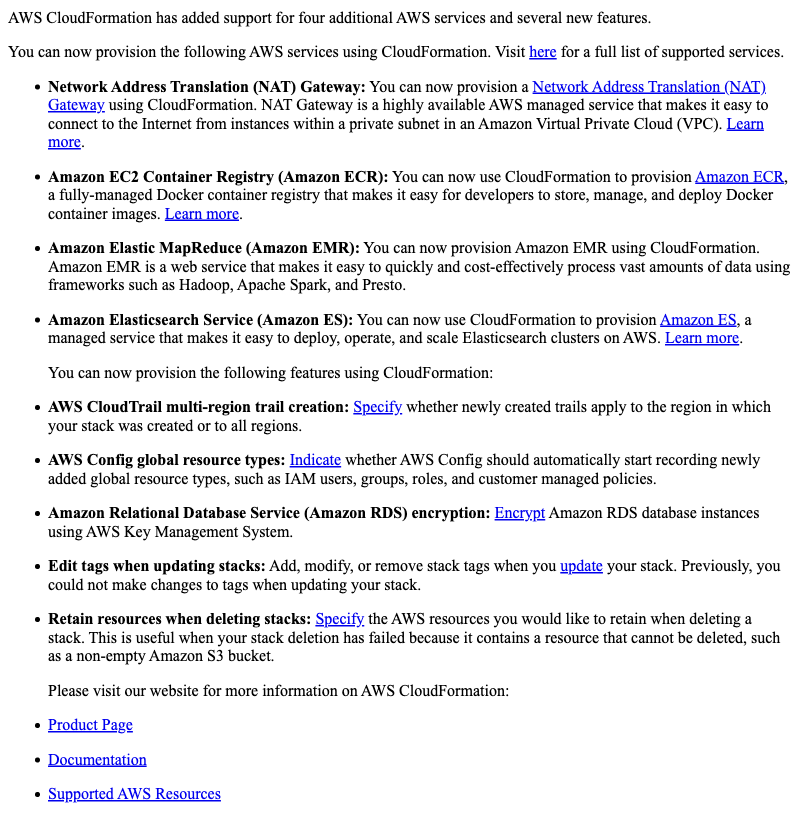 AWS CloudFormation has added support for four additional AWS services and several new features.
You can now provision the following AWS services using CloudFormation. Visit here for a full list of supported services.
• Network Address Translation (NAT) Gateway: You can now provision a Network Address Translation (NAT)
Gateway using CloudFormation. NAT Gateway is a highly available AWS managed service that makes it easy to
connect to the Internet from instances within a private subnet in an Amazon Virtual Private Cloud (VPC). Learn
more.
• Amazon EC2 Container Registry (Amazon ECR): You can now use CloudFormation to provision Amazon ECR,
a fully-managed Docker container registry that makes it easy for developers to store, manage, and deploy Docker
container images. Learn more.
• Amazon Elastic MapReduce (Amazon EMR): You can now provision Amazon EMR using CloudFormation.
Amazon EMR is a web service that makes it easy to quickly and cost-effectively process vast amounts of data using
frameworks such as Hadoop, Apache Spark, and Presto.
• Amazon Elasticsearch Service (Amazon ES): You can now use CloudFormation to provision Amazon ES, a
managed service that makes it easy to deploy, operate, and scale Elasticsearch clusters on AWS. Learn more.
You can now provision the following features using CloudFormation:
• AWS CloudTrail multi-region trail creation: Specify whether newly created trails apply to the region in which
your stack was created or to all regions.
• AWS Config global resource types: Indicate whether AWS Config should automatically start recording newly
added global resource types, such as IAM users, groups, roles, and customer managed policies.
• Amazon Relational Database Service (Amazon RDS) encryption: Encrypt Amazon RDS database instances
using AWS Key Management System.
• Edit tags when updating stacks: Add, modify, or remove stack tags when you update your stack. Previously, you
could not make changes to tags when updating your stack.
• Retain resources when deleting stacks: Specify the AWS resources you would like to retain when deleting a
stack. This is useful when your stack deletion has failed because it contains a resource that cannot be deleted, such
as a non-empty Amazon S3 bucket.
Please visit our website for more information on AWS CloudFormation:
• Product Page
• Documentation
• Supported AWS Resources